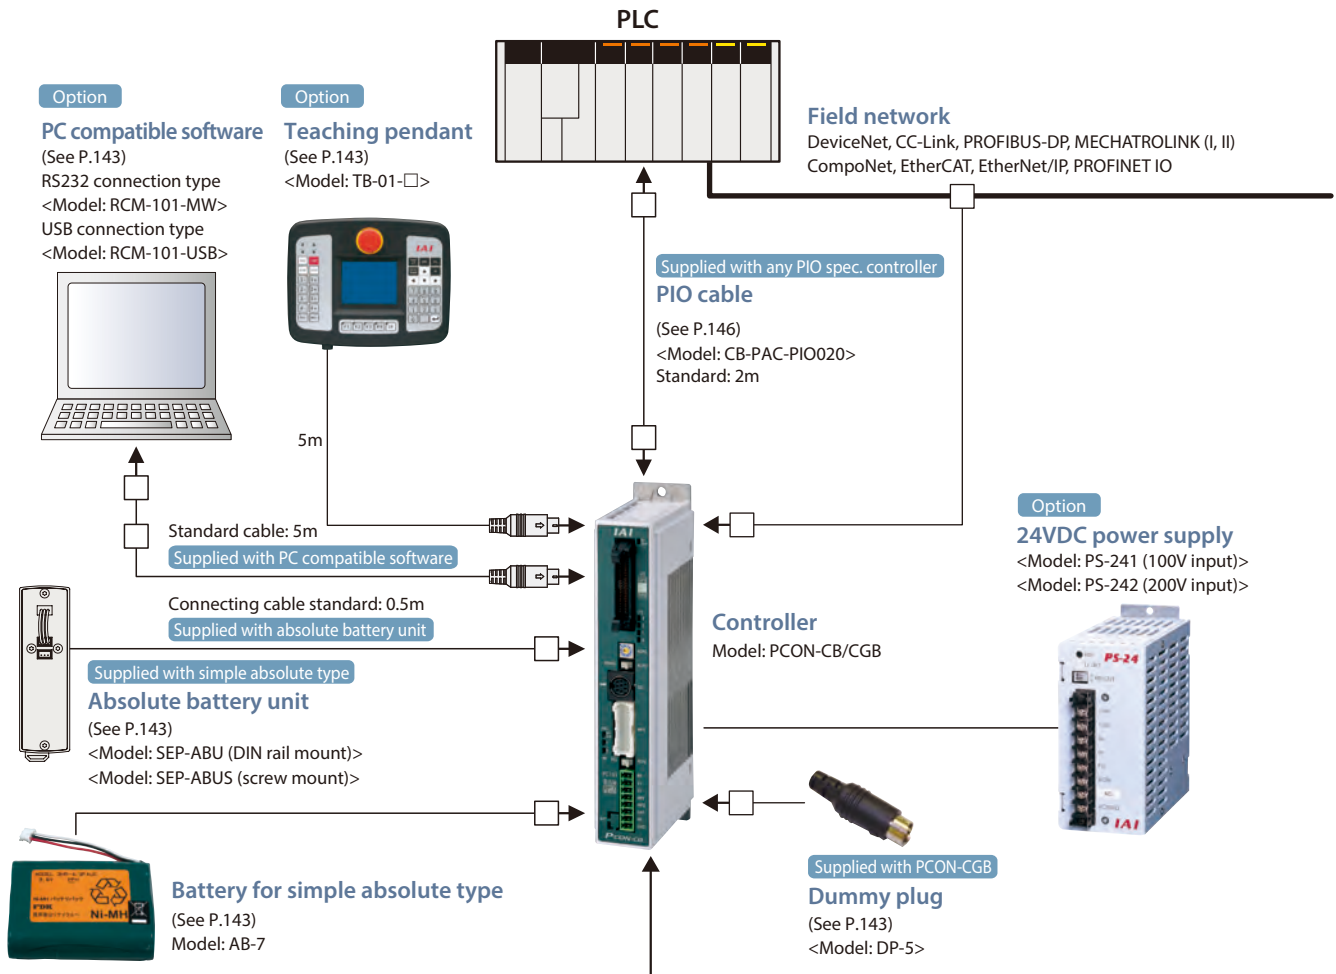 PLC
Option
PC compatible software
(See P.143)
RS232 connection type
<Model: RCM-101-MW>
USB connection type
<Model: RCM-101-USB>
Option
Teaching pendant
(See P.143)
<Model: TB-01-□>
IAI
5m
Field network
DeviceNet, CC-Link, PROFIBUS-DP, MECHATROLINK (I, II)
CompoNet, EtherCAT, EtherNet/IP, PROFINET IO
Supplied with any PIO spec. controller
PIO cable
(See P.146)
<Model: CB-PAC-PIO020>
Standard: 2m
Standard cable: 5m
Supplied with PC compatible software
Connecting cable standard: 0.5m
Supplied with absolute battery unit
Supplied with simple absolute type
Absolute battery unit
(See P.143)
<Model: SEP-ABU (DIN rail mount)>
<Model: SEP-ABUS (screw mount)>
IAI
PCON-CB
Controller
Model: PCON-CB/CGB
Option
24VDC power supply
<Model: PS-241 (100V input)>
<Model: PS-242 (200V input)>
PS-24
IAI
Ni-MH
Battery for simple absolute type
(See P.143)
Model: AB-7
Supplied with PCON-CGB
Dummy plug
(See P.143)
<Model: DP-5>